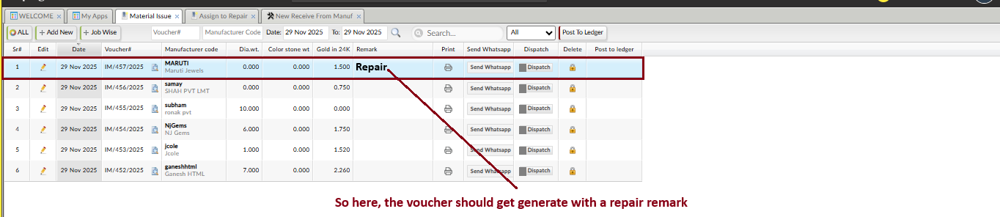 WELCOME × My Apps Material Issue × Assign to Repair × New Receive From Manuf ×
ALL + Add New + Job Wise Voucher# Manufacturer Code Date: 29 Nov 2025 To: 29 Nov 2025 Search... All Post To Ledger
Sr# Edit Date Voucher# Manufacturer code Dia.wt. Color stone wt Gold in 24K Remark Print Send Whatsapp Dispatch Delete Post to ledger
1 29 Nov 2025 IM/457/2025 MARUTI 0.000 0.000 1.500 Repair Send Whatsapp Dispatch
Maruti Jewels
2 29 Nov 2025 IM/456/2025 samay 0.000 0.000 0.750 Send Whatsapp Dispatch
SHAH PVT LMT
3 29 Nov 2025 IM/455/2025 subham 10.000 0.000 0.000 Send Whatsapp Dispatch
ronak pvt
4 29 Nov 2025 IM/454/2025 NjGems 6.000 0.000 1.750 Send Whatsapp Dispatch
NJ Gems
5 29 Nov 2025 IM/453/2025 jcole 1.000 0.000 1.520 Send Whatsapp Dispatch
Jcole
6 29 Nov 2025 IM/452/2025 ganeshhtml 7.000 0.000 2.260 Send Whatsapp Dispatch
Ganesh HTML
So here, the voucher should get generate with a repair remark